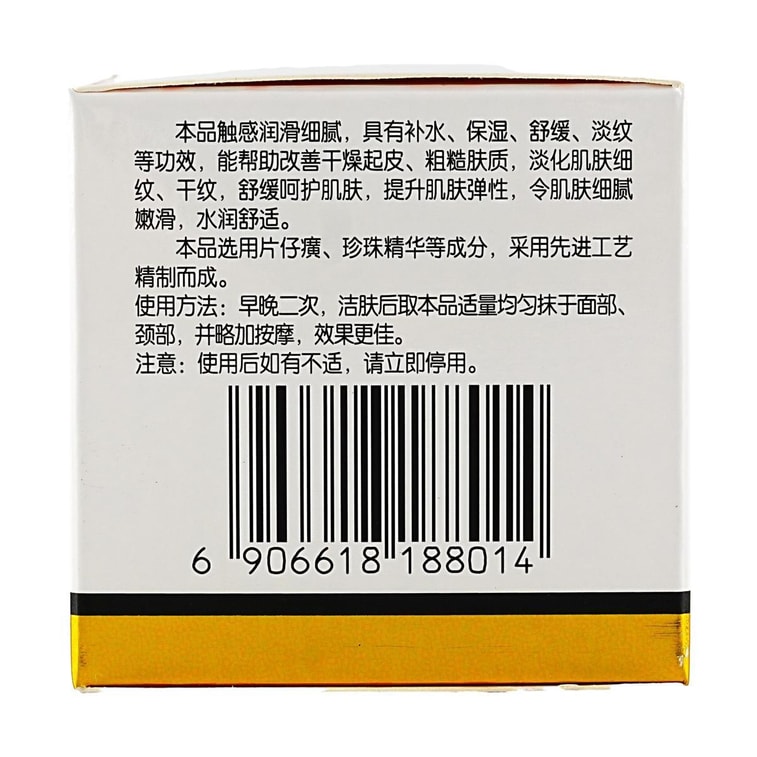 本品触感润滑细腻，具有补水、保湿、舒缓、淡纹
等功效，能帮助改善干燥起皮、粗糙肤质，淡化肌肤细
纹、干纹，舒缓呵护肌肤，提升肌肤弹性，令肌肤细腻
嫩滑，水润舒适。
本品选用片仔癀、珍珠精华等成分，采用先进工艺
精制而成。
使用方法：早晚二次，洁肤后取本品适量均匀抹于面部、
颈部，并略加按摩，效果更佳。
注意：使用后如有不适，请立即停用。
6 906618 188014